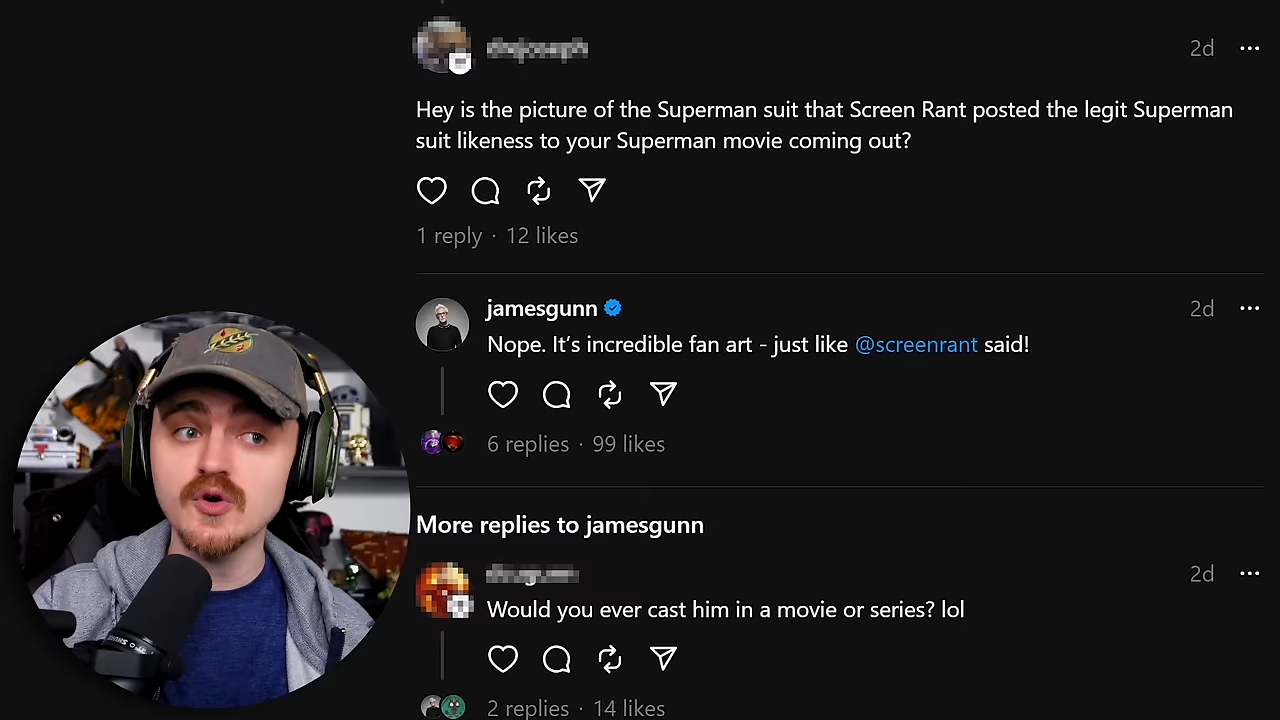 2d
Hey is the picture of the Superman suit that Screen Rant posted the legit Superman
suit likeness to your Superman movie coming out?
1 reply · 12 likes
jamesgunn
2d
Nope. It’s incredible fan art - just like @screenrant said!
6 replies · 99 likes
More replies to jamesgunn
2d
Would you ever cast him in a movie or series? lol
2 replies · 14 likes